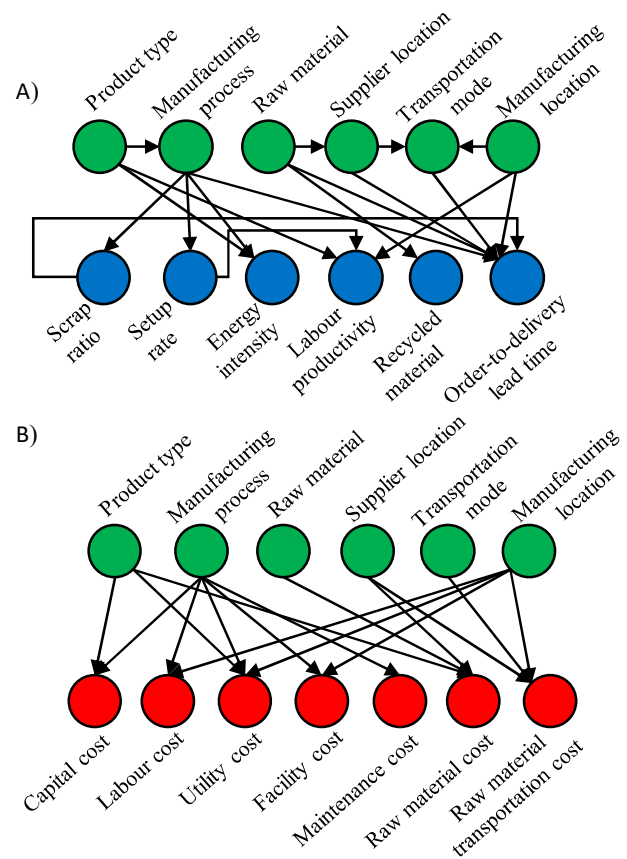 A)
Product type
Manufacturing
process
Raw material
Supplier location
Transportation
mode
Manufacturing
location
Scrap
ratio
Setup
rate
Energy
intensity
Labour
productivity
Recycled
material
Order-to-delivery
lead time
B)
Product type
Manufacturing
process
Raw material
Supplier location
Transportation
mode
Manufacturing
location
Capital cost
Labour cost
Utility cost
Facility cost
Maintenance cost
Raw material cost
Raw material
transportation cost